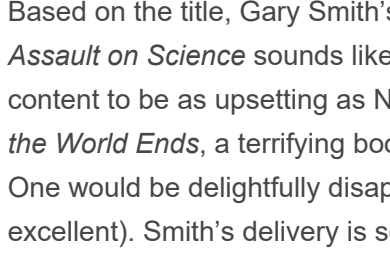 Based on the title, Gary Smith's
Assault on Science sounds like
content to be as upsetting as N
the World Ends, a terrifying boo
One would be delightfully disap
excellent). Smith's delivery is s